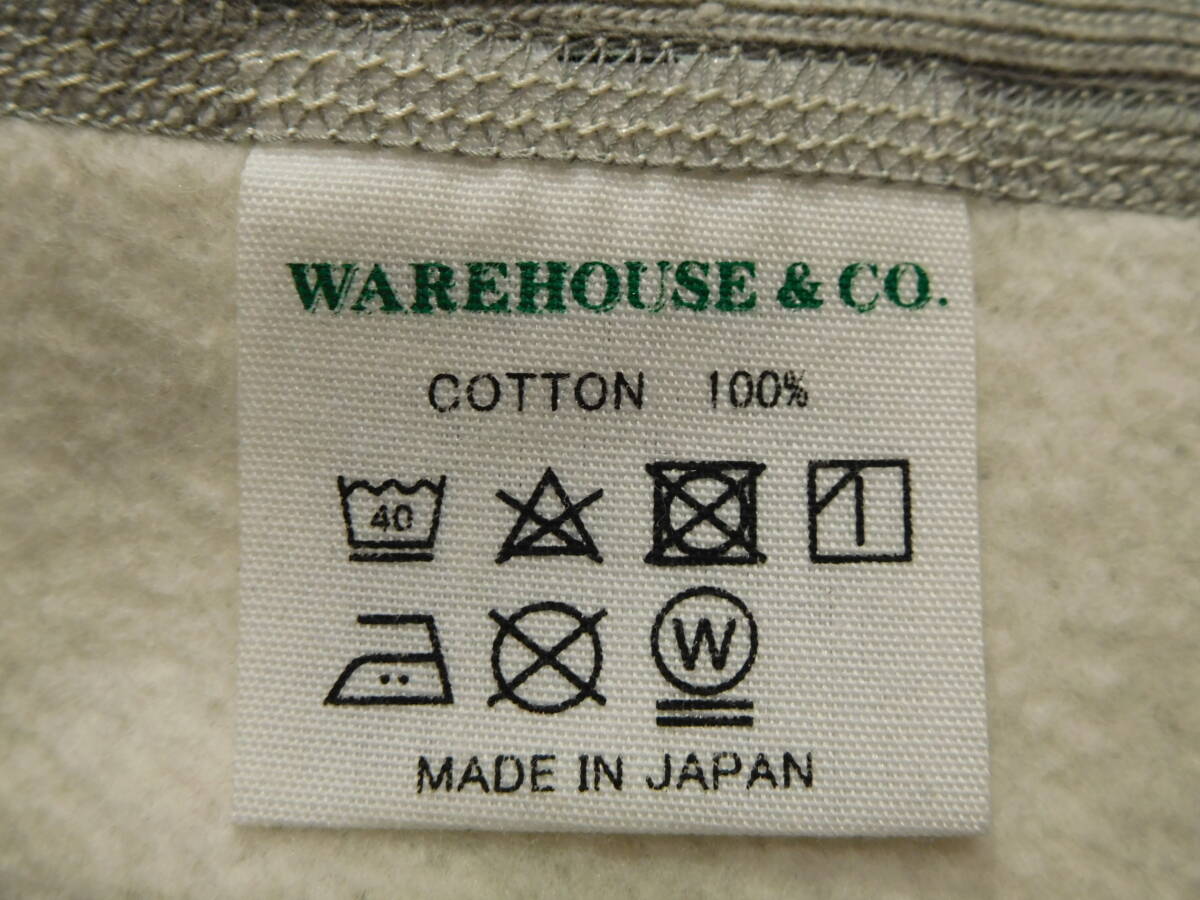 WAREHOUSE & CO.
COTTON 100%
40
W
MADE IN JAPAN